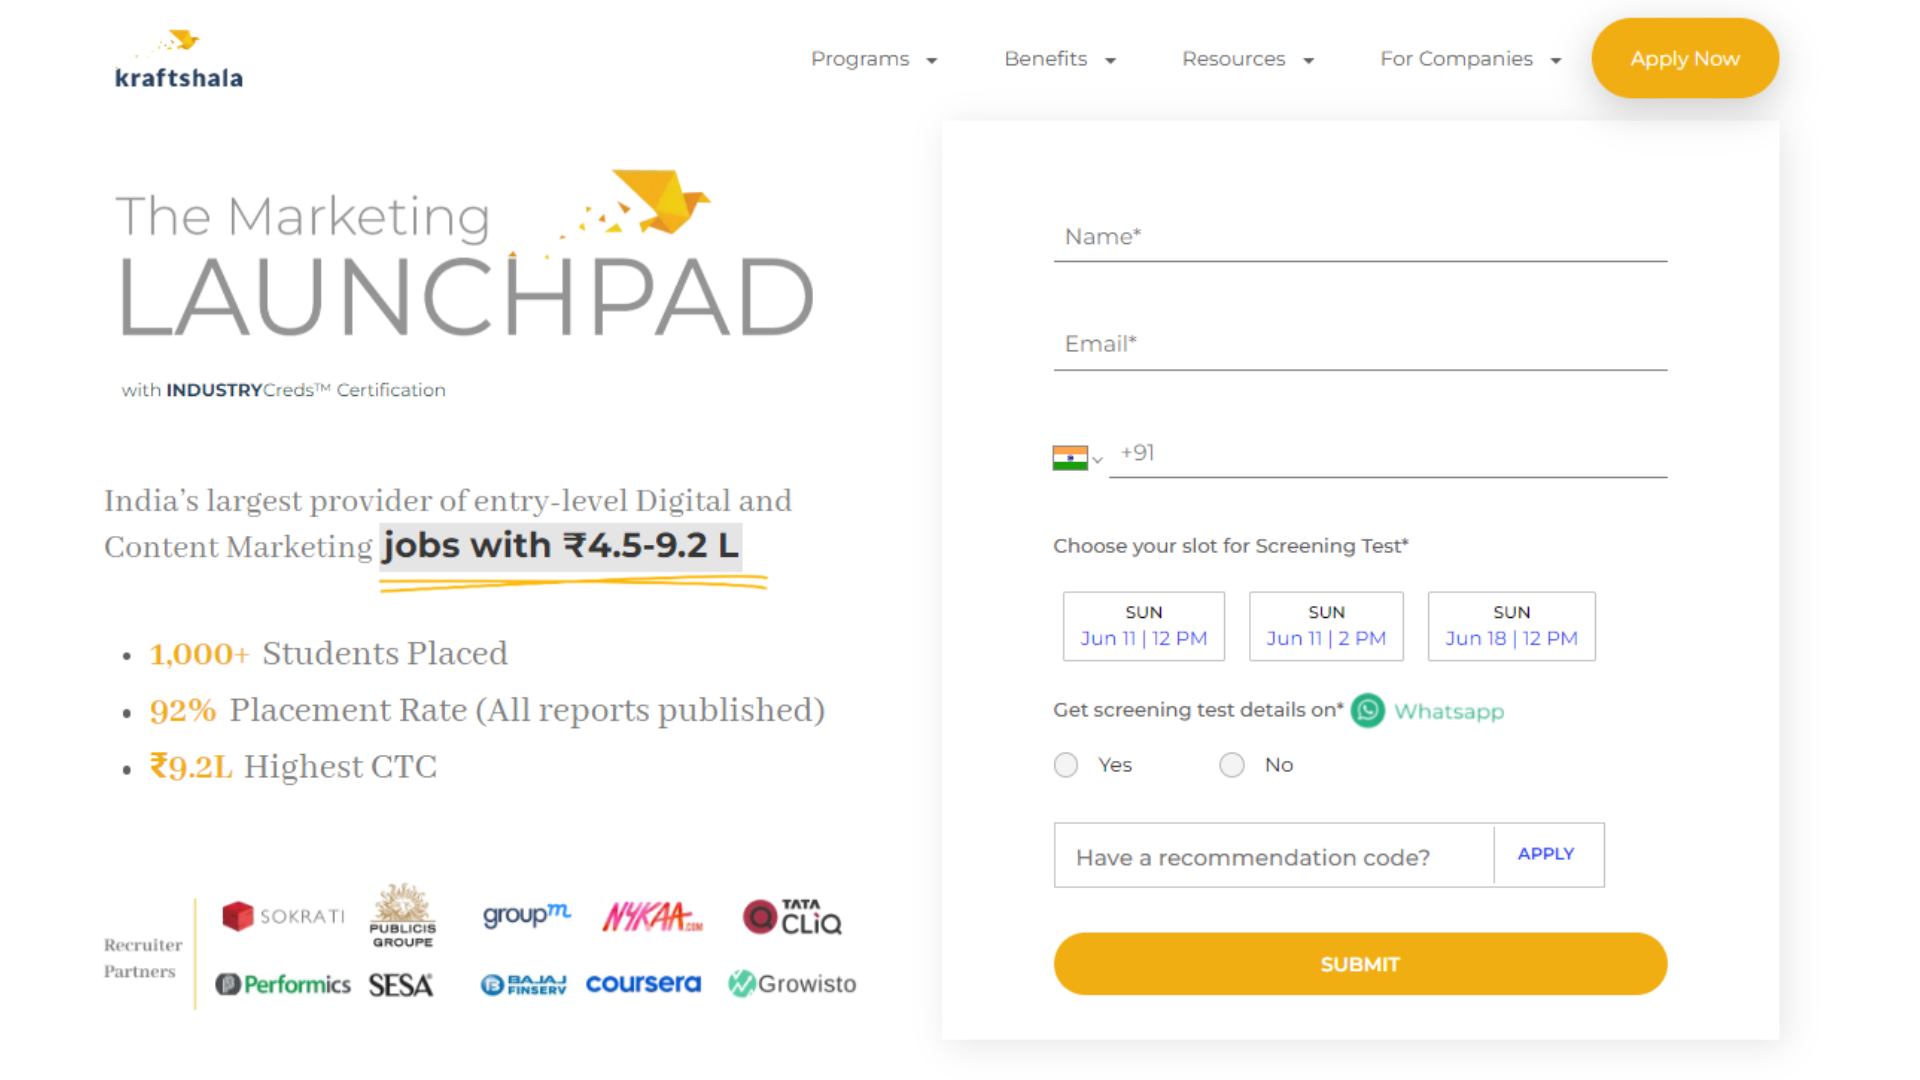 kraftshala
Programs
Benefits
Resources
For Companies
Apply Now
The Marketing
LAUNCHPAD
with INDUSTRYCreds™ Certification
India's largest provider of entry-level Digital and
Content Marketing jobs with ₹4.5-9.2 L
• 1,000+ Students Placed
• 92% Placement Rate (All reports published)
• ₹9.2L Highest CTC
Recruiter
Partners
SOKRATI
PUBLICIS
GROUPE
groupm
NYKAA.COM
TATA
CLiQ
Performics
SESA
BAJAJ
FINSERV
coursera
Growisto
Name*
Email*
+91
Choose your slot for Screening Test*
SUN
Jun 11 | 12 PM
SUN
Jun 11 | 2 PM
SUN
Jun 18 | 12 PM
Get screening test details on* Whatsapp
Yes
No
Have a recommendation code?
APPLY
SUBMIT